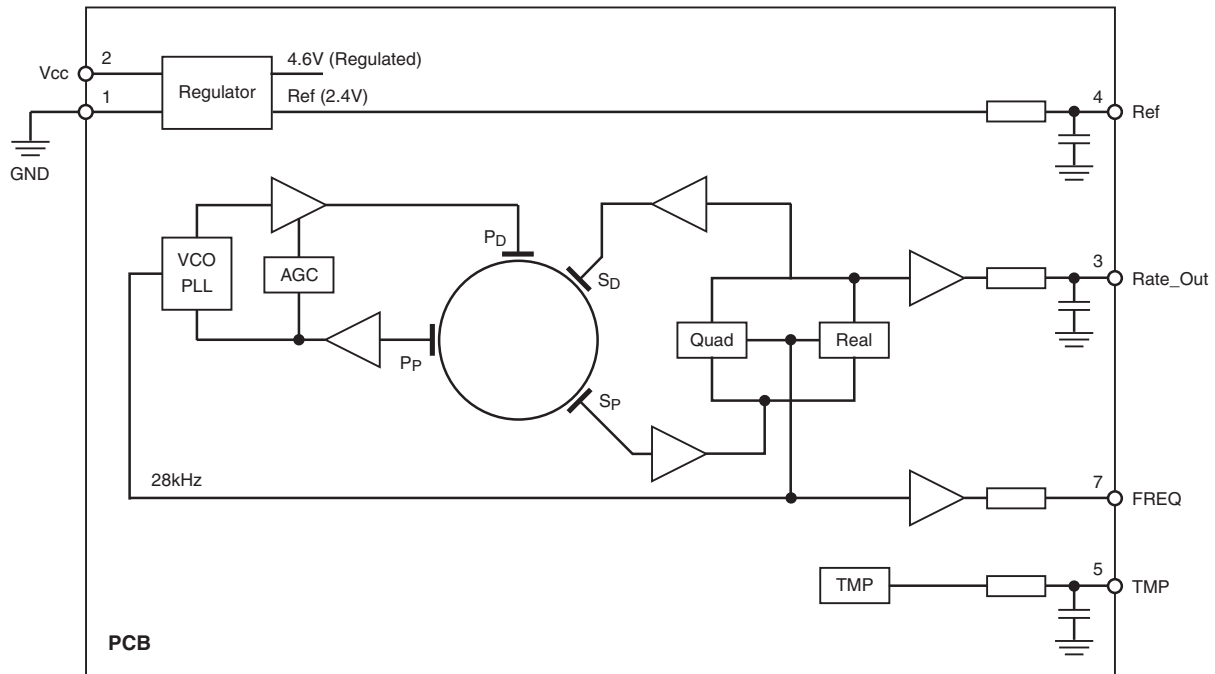 2
4.6V (Regulated)
Vcc
Regulator
1
Ref (2.4V)
4
Ref
GND
VCO
PLL
AGC
PD
SD
3
Rate_Out
Quad
Real
PP
SP
28kHz
7
FREQ
TMP
5
TMP
PCB